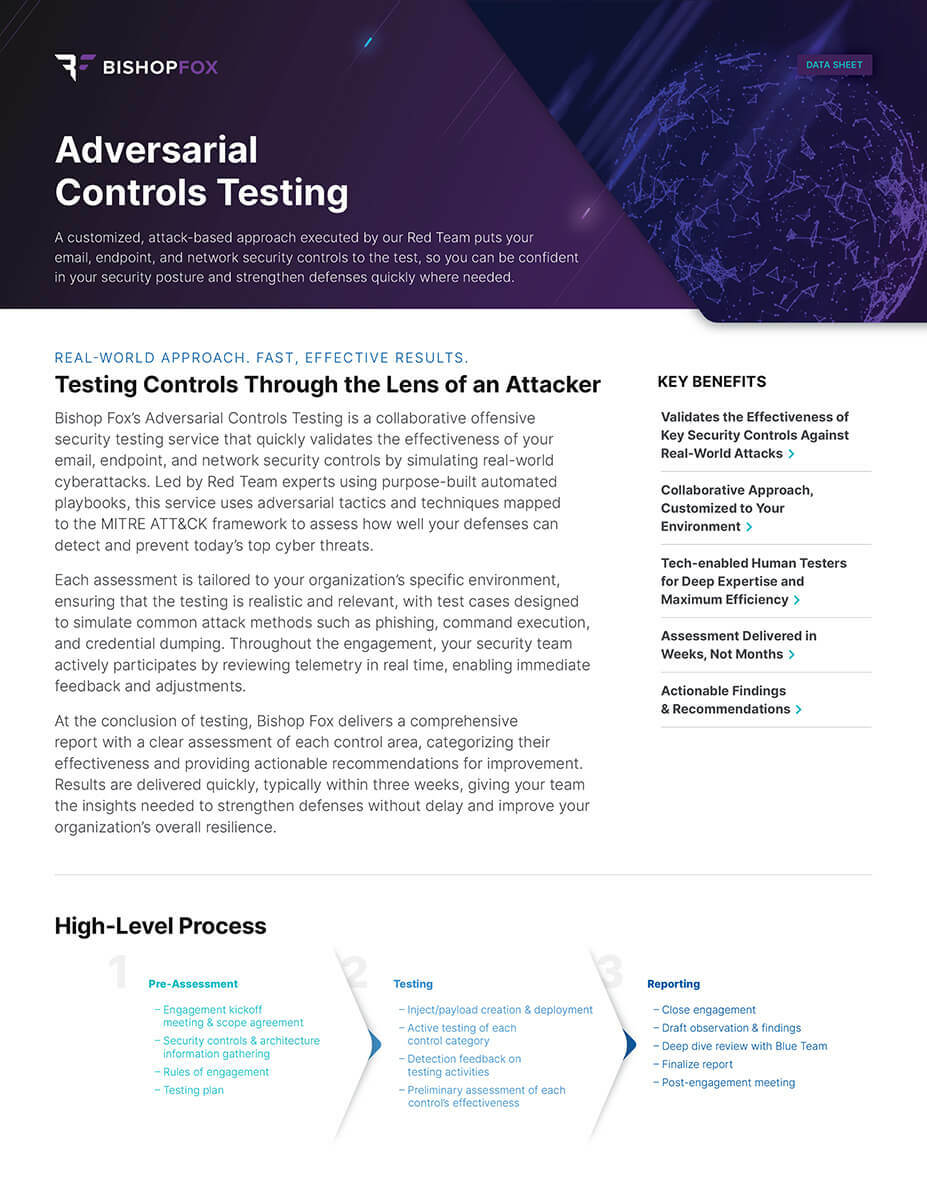 BISHOPFOX
DATA SHEET
Adversarial
Controls Testing
A customized, attack-based approach executed by our Red Team puts your
email, endpoint, and network security controls to the test, so you can be confident
in your security posture and strengthen defenses quickly where needed.
REAL-WORLD APPROACH. FAST, EFFECTIVE RESULTS.
Testing Controls Through the Lens of an Attacker
Bishop Fox's Adversarial Controls Testing is a collaborative offensive
security testing service that quickly validates the effectiveness of your
email, endpoint, and network security controls by simulating real-world
cyberattacks. Led by Red Team experts using purpose-built automated
playbooks, this service uses adversarial tactics and techniques mapped
to the MITRE ATT&CK framework to assess how well your defenses can
detect and prevent today's top cyber threats.
Each assessment is tailored to your organization's specific environment,
ensuring that the testing is realistic and relevant, with test cases designed
to simulate common attack methods such as phishing, command execution,
and credential dumping. Throughout the engagement, your security team
actively participates by reviewing telemetry in real time, enabling immediate
feedback and adjustments.
At the conclusion of testing, Bishop Fox delivers a comprehensive
report with a clear assessment of each control area, categorizing their
effectiveness and providing actionable recommendations for improvement.
Results are delivered quickly, typically within three weeks, giving your team
the insights needed to strengthen defenses without delay and improve your
organization's overall resilience.
KEY BENEFITS
Validates the Effectiveness of
Key Security Controls Against
Real-World Attacks >
Collaborative Approach,
Customized to Your
Environment >
Tech-enabled Human Testers
for Deep Expertise and
Maximum Efficiency >
Assessment Delivered in
Weeks, Not Months >
Actionable Findings
& Recommendations >
High-Level Process
1
Pre-Assessment
– Engagement kickoff
meeting & scope agreement
– Security controls & architecture
information gathering
– Rules of engagement
– Testing plan
2
Testing
– Inject/payload creation & deployment
– Active testing of each
control category
– Detection feedback on
testing activities
– Preliminary assessment of each
control's effectiveness
3
Reporting
– Close engagement
– Draft observation & findings
– Deep dive review with Blue Team
– Finalize report
– Post-engagement meeting